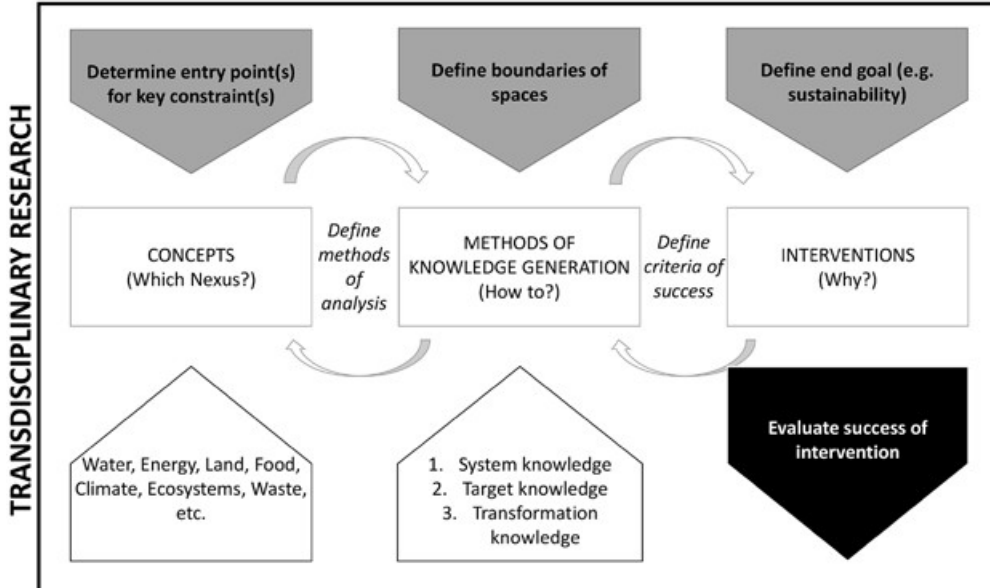 TRANSDISCIPLINARY RESEARCH
Determine entry point(s)
for key constraint(s)
Define boundaries of
spaces
Define end goal (e.g.
sustainability)
CONCEPTS
(Which Nexus?)
Define
methods
of
analysis
METHODS OF
KNOWLEDGE GENERATION
(How to?)
Define
criteria of
success
INTERVENTIONS
(Why?)
Water, Energy, Land, Food,
Climate, Ecosystems, Waste,
etc.
1. System knowledge
2. Target knowledge
3. Transformation
knowledge
Evaluate success of
intervention